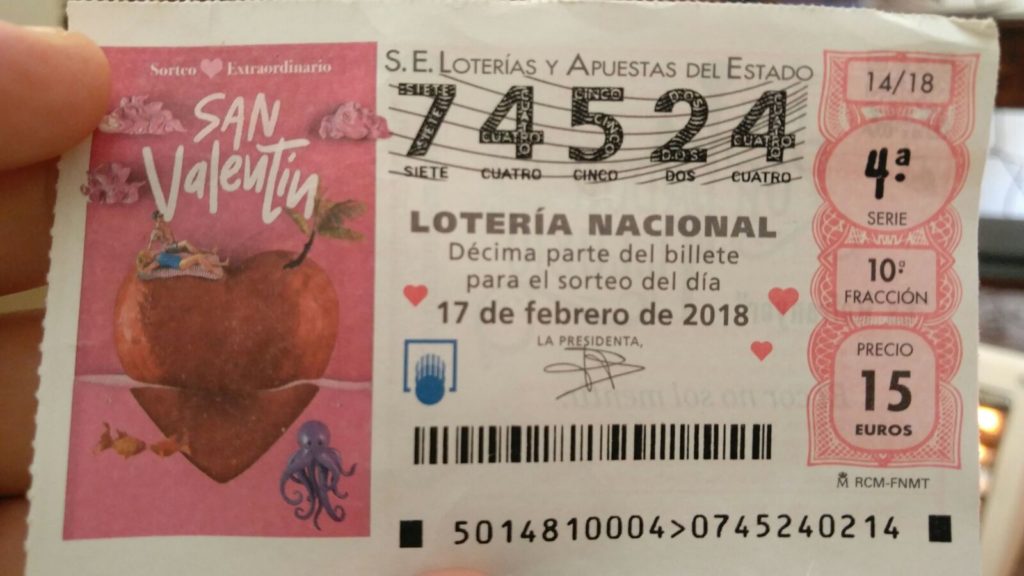 Sorteo Extraordinario
SAN
Valentín
S.E. LOTERÍAS Y APUESTAS DEL ESTADO
74524
SIETE CUATRO CINCO DOS CUATRO
LOTERÍA NACIONAL
Décima parte del billete
para el sorteo del día
17 de febrero de 2018
LA PRESIDENTA,
14/18
4.ª
SERIE
10ª
FRACCIÓN
PRECIO
15
EUROS
RCM-FNMT
5014810004>0745240214